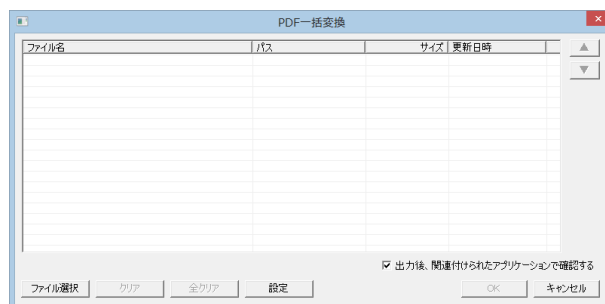 PDF一括変換
ファイル名 パス サイズ 更新日時
出力後、関連付けられたアプリケーションで確認する
ファイル選択 クリア 全クリア 設定 OK キャンセル